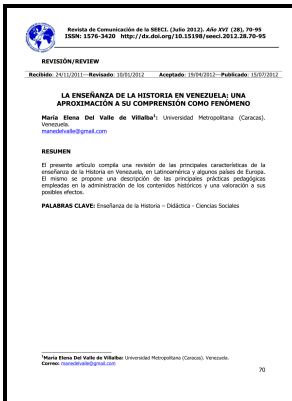 Revista de Comunicación de la SEECI. (Julio 2012). Año XVI (28), 70-95
ISSN: 1576-3420 http://dx.doi.org/10.15198/seeci.2012.28.70-95
REVISIÓN/REVIEW
Recibido: 24/11/2011---Revisado: 10/01/2012 Aceptado: 19/04/2012---Publicado: 15/07/2012
LA ENSEÑANZA DE LA HISTORIA EN VENEZUELA: UNA
APROXIMACIÓN A SU COMPRENSIÓN COMO FENÓMENO
María Elena Del Valle de Villalba¹: Universidad Metropolitana (Caracas).
Venezuela.
manedelvalle@gmail.com
RESUMEN
El presente artículo compila una revisión de las principales características de la
enseñanza de la Historia en Venezuela, en Latinoamérica y algunos países de Europa.
El mismo se propone una descripción de las principales prácticas pedagógicas
empleadas en la administración de los contenidos históricos y una valoración a sus
posibles efectos.
PALABRAS CLAVE: Enseñanza de la Historia – Didáctica - Ciencias Sociales
¹María Elena Del Valle de Villalba: Universidad Metropolitana (Caracas). Venezuela.
Correo: manedelvalle@gmail.com
70